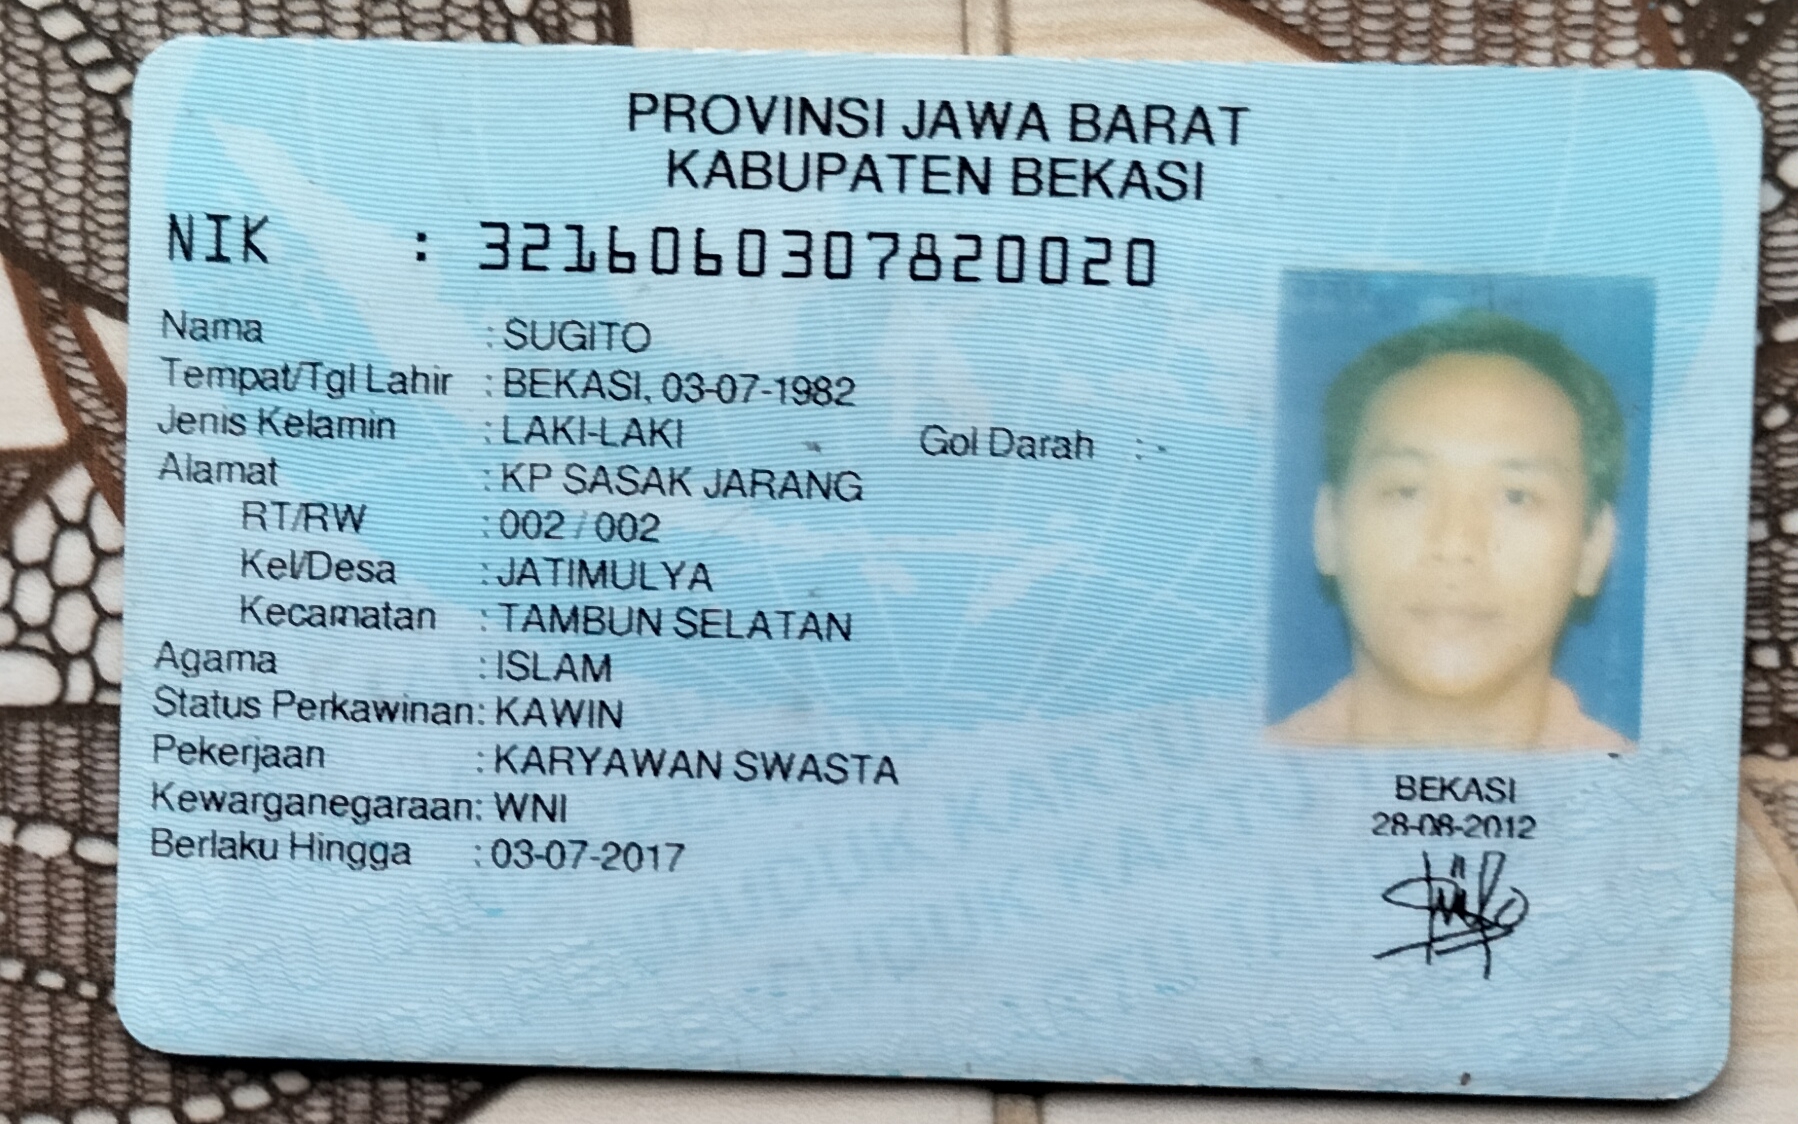 PROVINSI JAWA BARAT
KABUPATEN BEKASI
NIK : 3216060307820020
Nama : SUGITO
Tempat/Tgl Lahir : BEKASI, 03-07-1982
Jenis Kelamin : LAKI-LAKI Gol Darah : -
Alamat : KP SASAK JARANG
RT/RW : 002 / 002
Kel/Desa : JATIMULYA
Kecamatan : TAMBUN SELATAN
Agama : ISLAM
Status Perkawinan: KAWIN
Pekerjaan : KARYAWAN SWASTA
Kewarganegaraan: WNI
Berlaku Hingga : 03-07-2017
BEKASI
28-08-2012